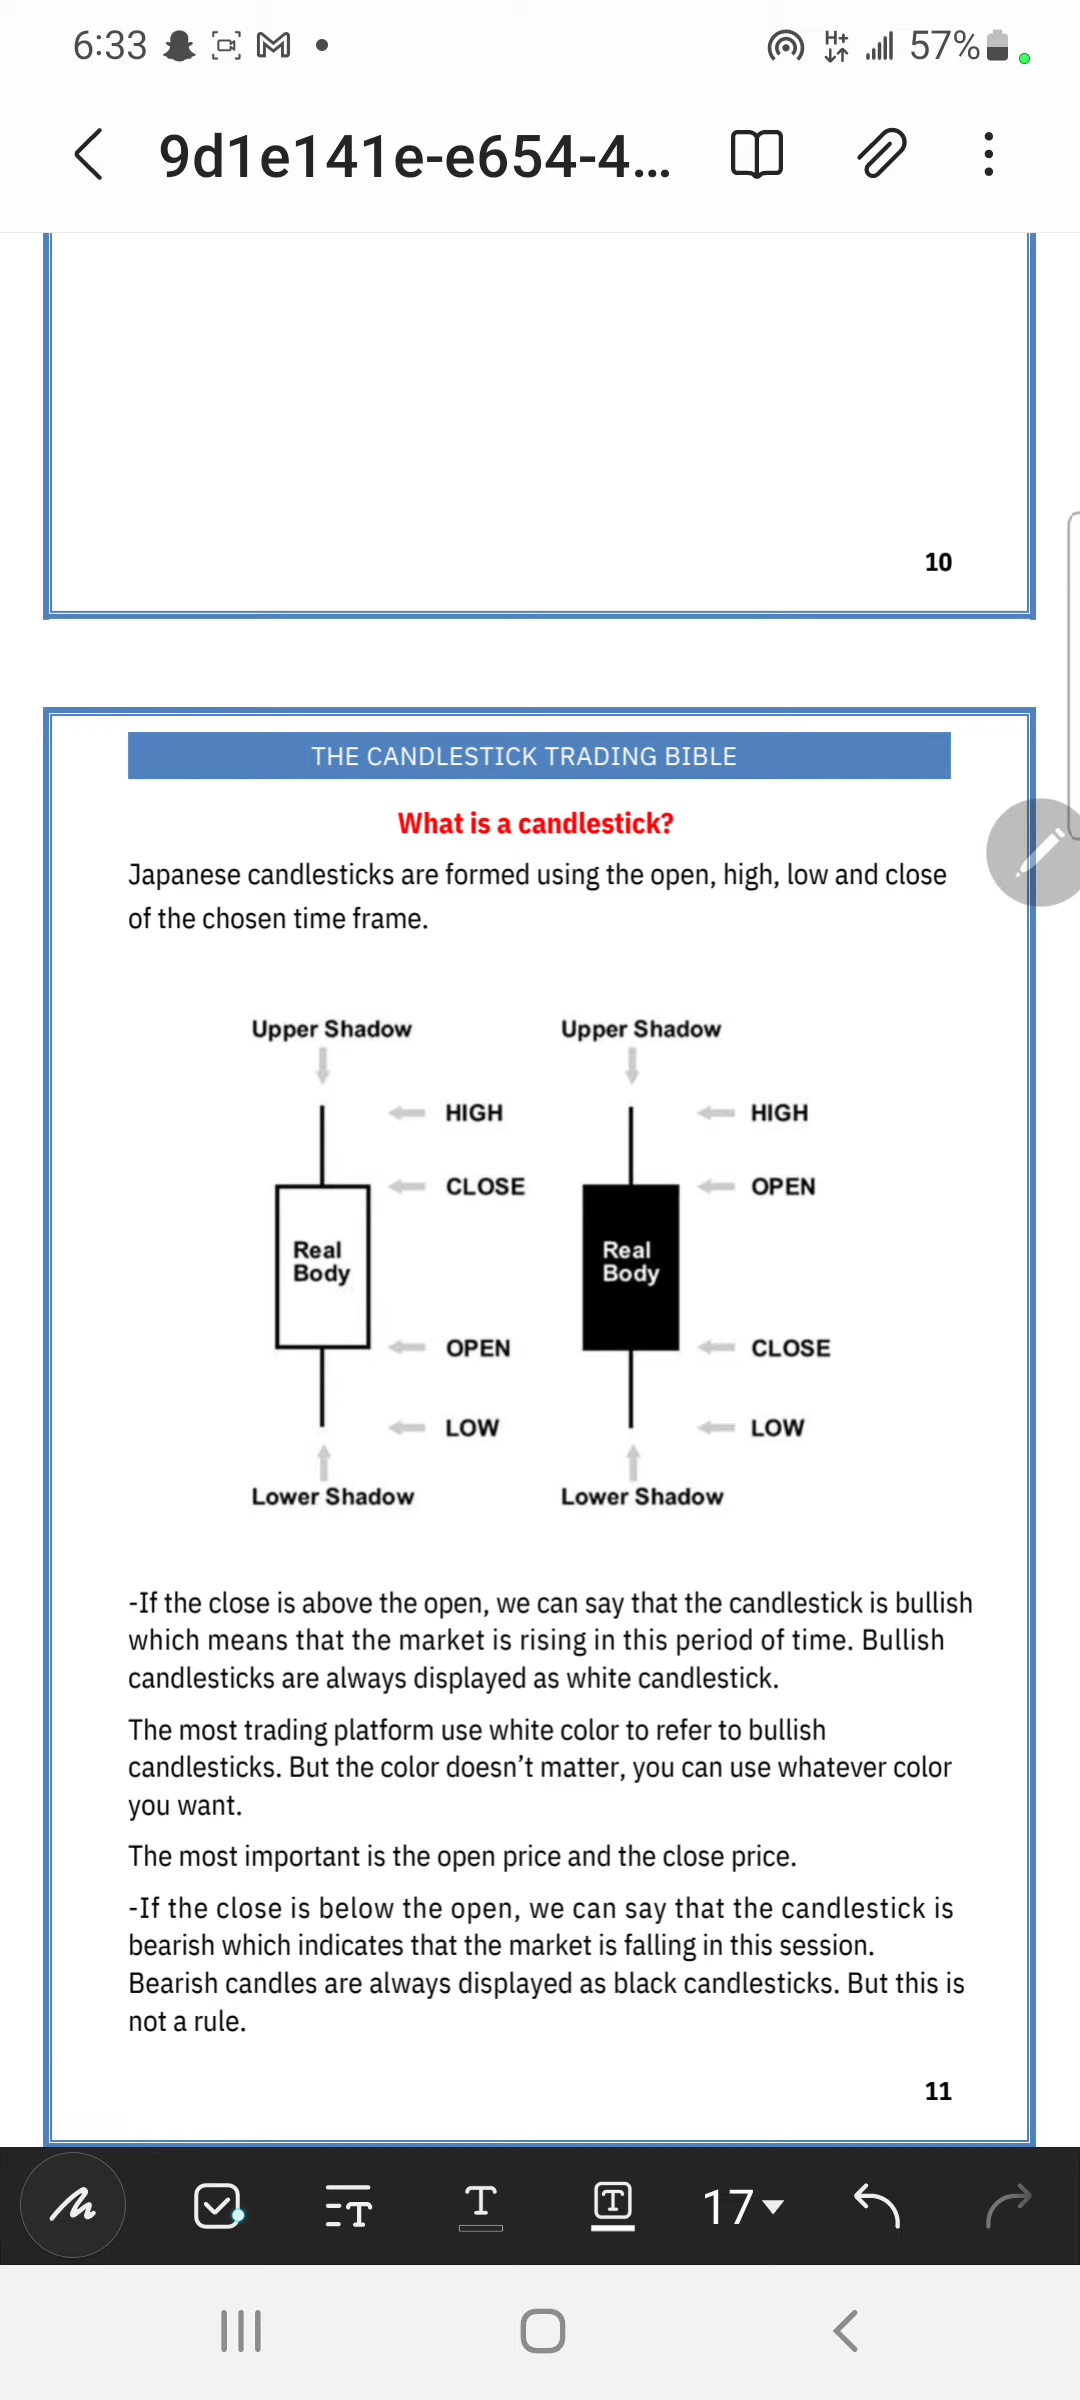 6:33
H+
57%
9d1e141e-e654-4...
10
THE CANDLESTICK TRADING BIBLE
What is a candlestick?
Japanese candlesticks are formed using the open, high, low and close
of the chosen time frame.
Upper Shadow Upper Shadow
HIGH HIGH
CLOSE OPEN
Real Real
Body Body
OPEN CLOSE
LOW LOW
Lower Shadow Lower Shadow
-If the close is above the open, we can say that the candlestick is bullish
which means that the market is rising in this period of time. Bullish
candlesticks are always displayed as white candlestick.
The most trading platform use white color to refer to bullish
candlesticks. But the color doesn’t matter, you can use whatever color
you want.
The most important is the open price and the close price.
-If the close is below the open, we can say that the candlestick is
bearish which indicates that the market is falling in this session.
Bearish candles are always displayed as black candlesticks. But this is
not a rule.
11
17